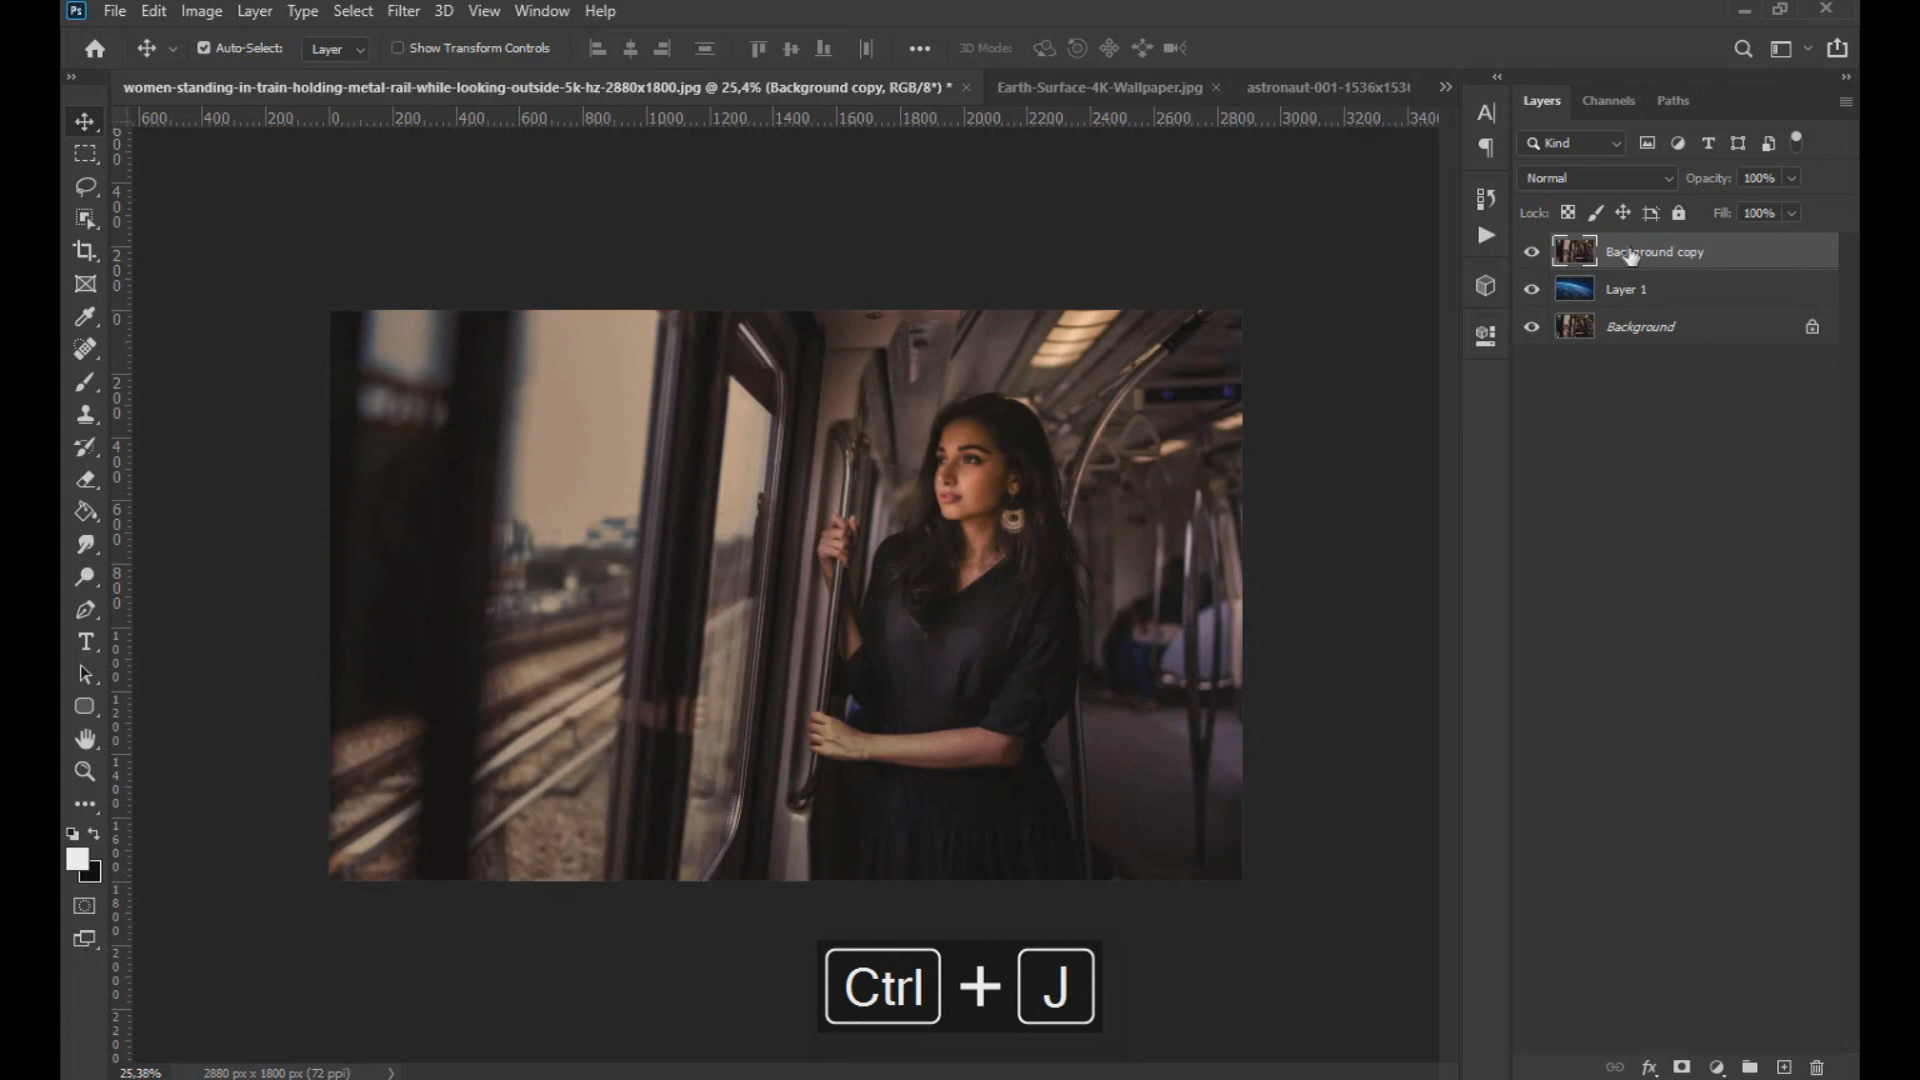 Ps File Edit Image Layer Type Select Filter 3D View Window Help
Auto-Select: Layer Show Transform Controls 3D Mode:
women-standing-in-train-holding-metal-rail-while-looking-outside-5k-hz-2880x1800.jpg @ 25,4% (Background copy, RGB/8*) * Earth-Surface-4K-Wallpaper.jpg astronaut-001-1536x153
600 400 200 0 200 400 600 800 1000 1200 1400 1600 1800 2000 2200 2400 2600 2800 3000 3200 340
Layers Channels Paths
Kind
Normal Opacity: 100%
Lock: Fill: 100%
Background copy
Layer 1
Background
Ctrl + J
25,38% 2880 px x 1800 px (72 ppi)